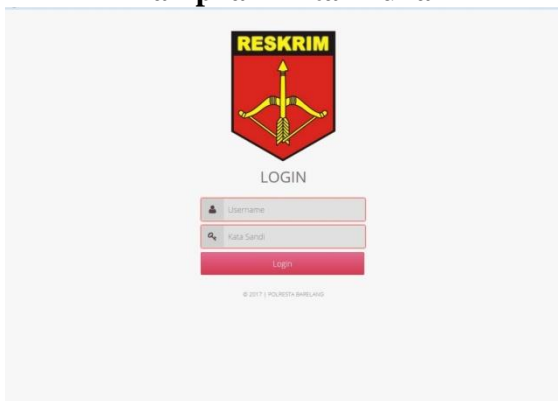 RESKRIM
LOGIN
Username
Kata Sandi
Login
© 2017 | POLRESTA BARELANG